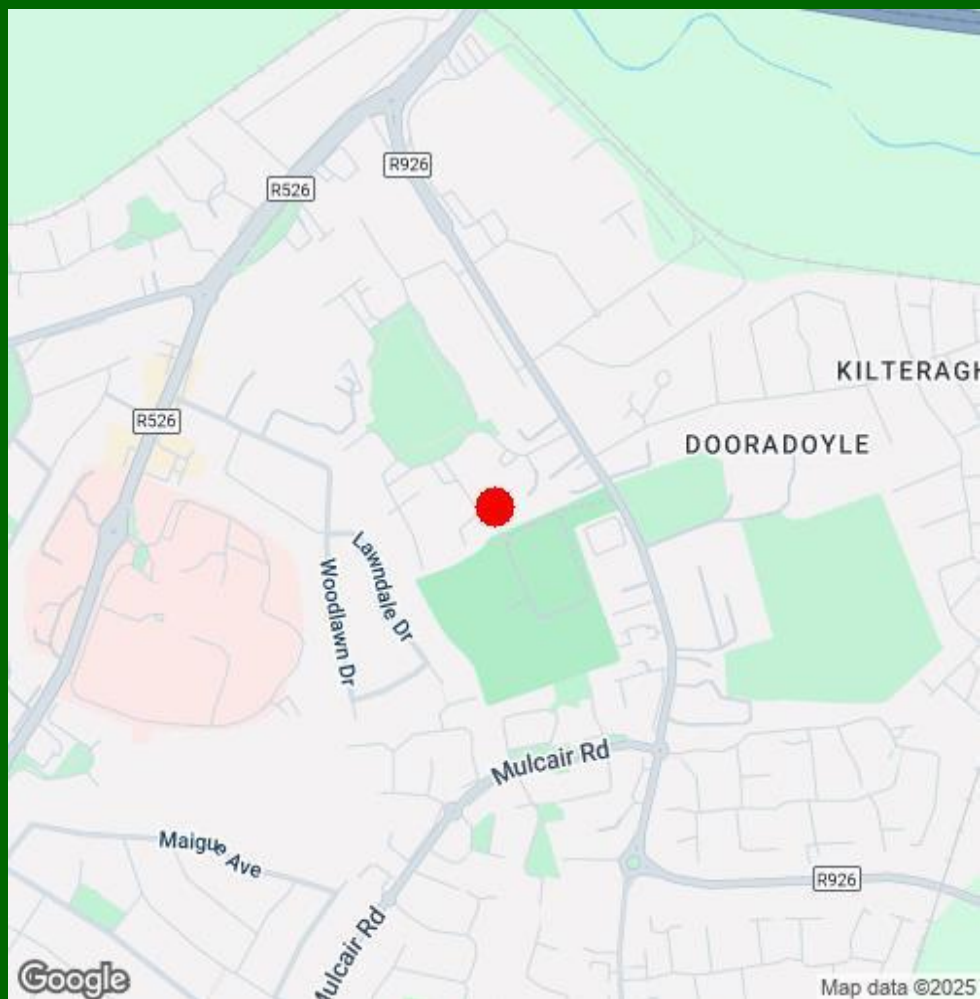 R926
R526
KILTERAGH
R526
DOORADOYLE
Lawndale Dr
Woodlawn Dr
Mulcair Rd
Maigue Ave
R926
Mulcair Rd
Google
Map data ©2025